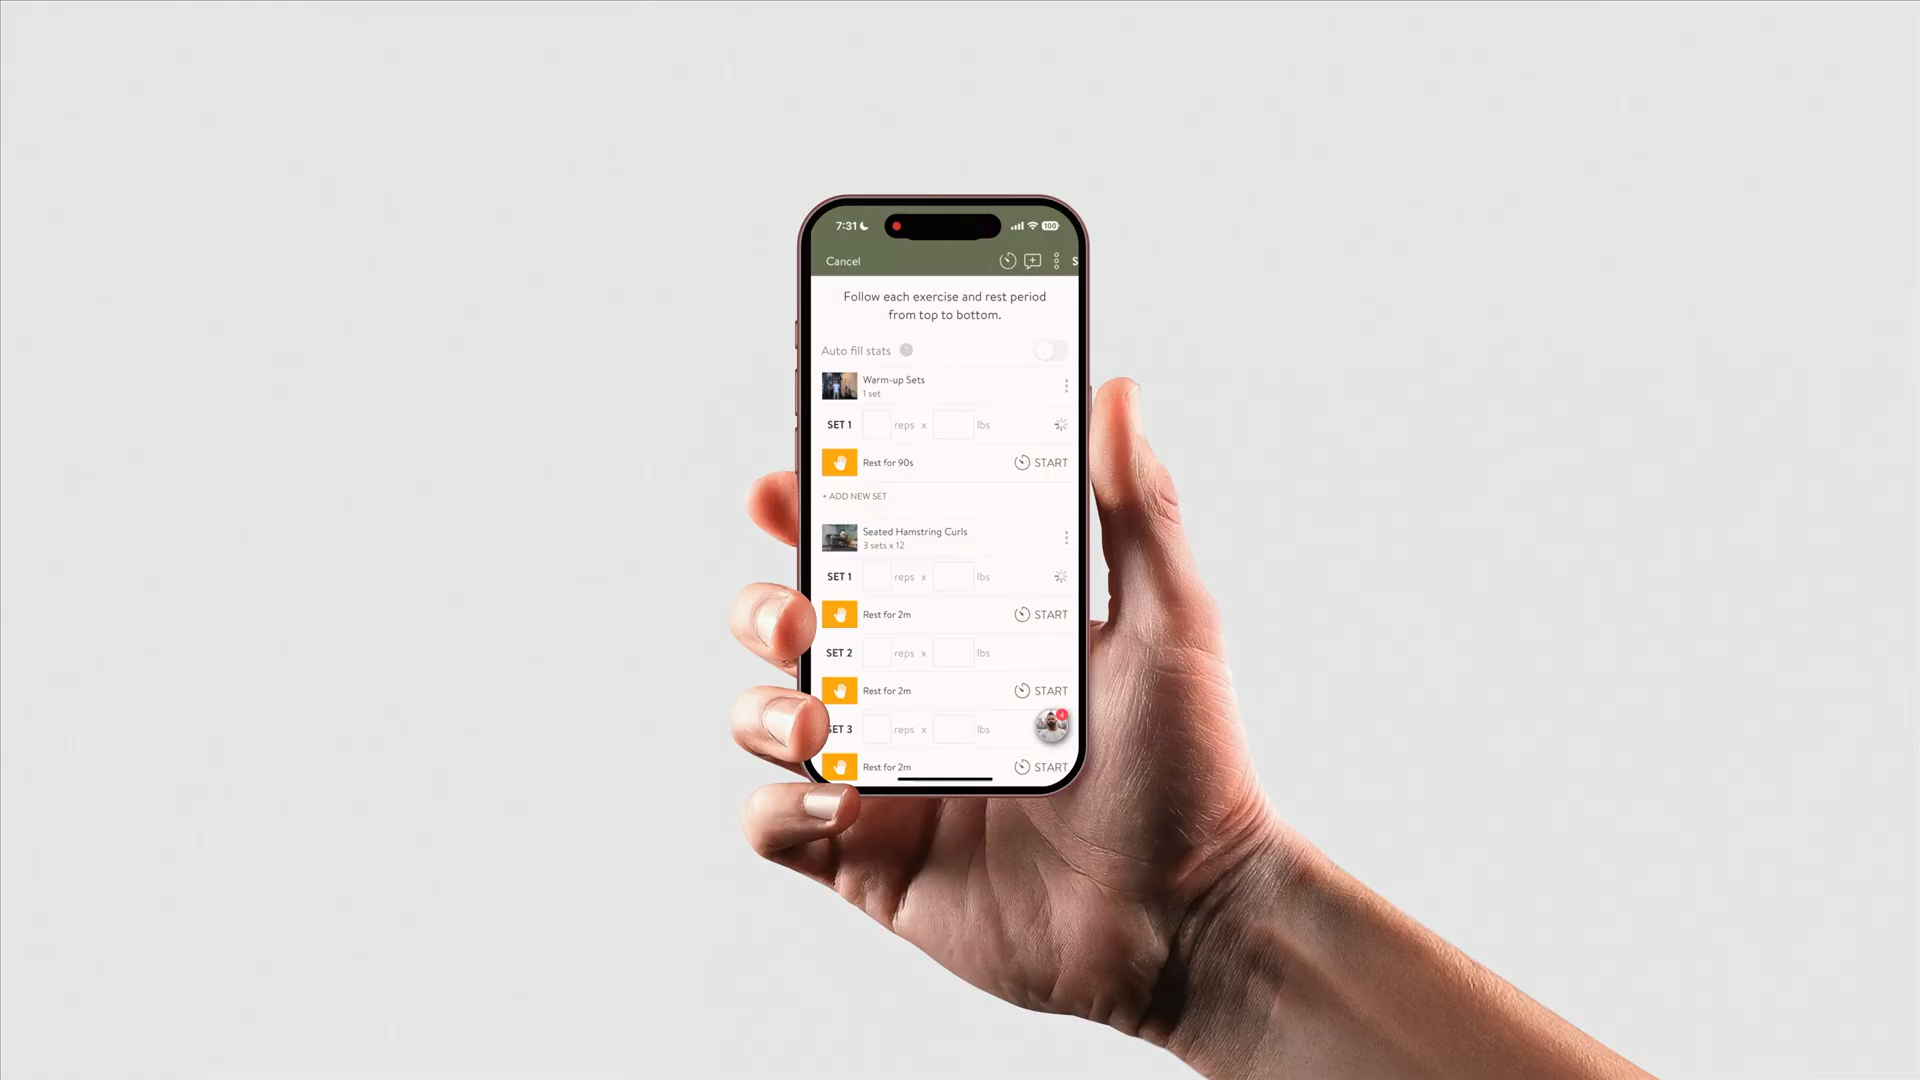 7:31
100
Cancel
S
Follow each exercise and rest period
from top to bottom.
Auto fill stats ?
Warm-up Sets
1 set
SET 1 reps x lbs
Rest for 90s START
+ ADD NEW SET
Seated Hamstring Curls
3 sets x 12
SET 1 reps x lbs
Rest for 2m START
SET 2 reps x lbs
Rest for 2m START
4
SET 3 reps x lbs
Rest for 2m START